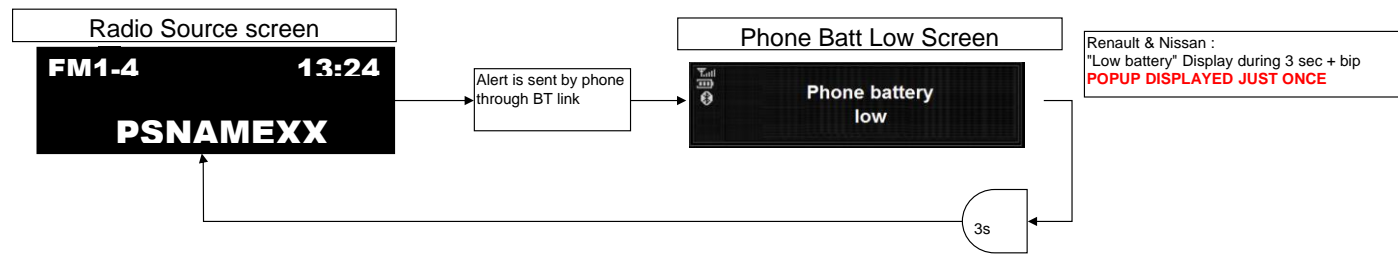 Radio Source screen
FM1-4 13:24
PSNAMEXX
Alert is sent by phone
through BT link
Phone Batt Low Screen
Phone battery
low
Renault & Nissan :
"Low battery" Display during 3 sec + bip
POPUP DISPLAYED JUST ONCE
3s